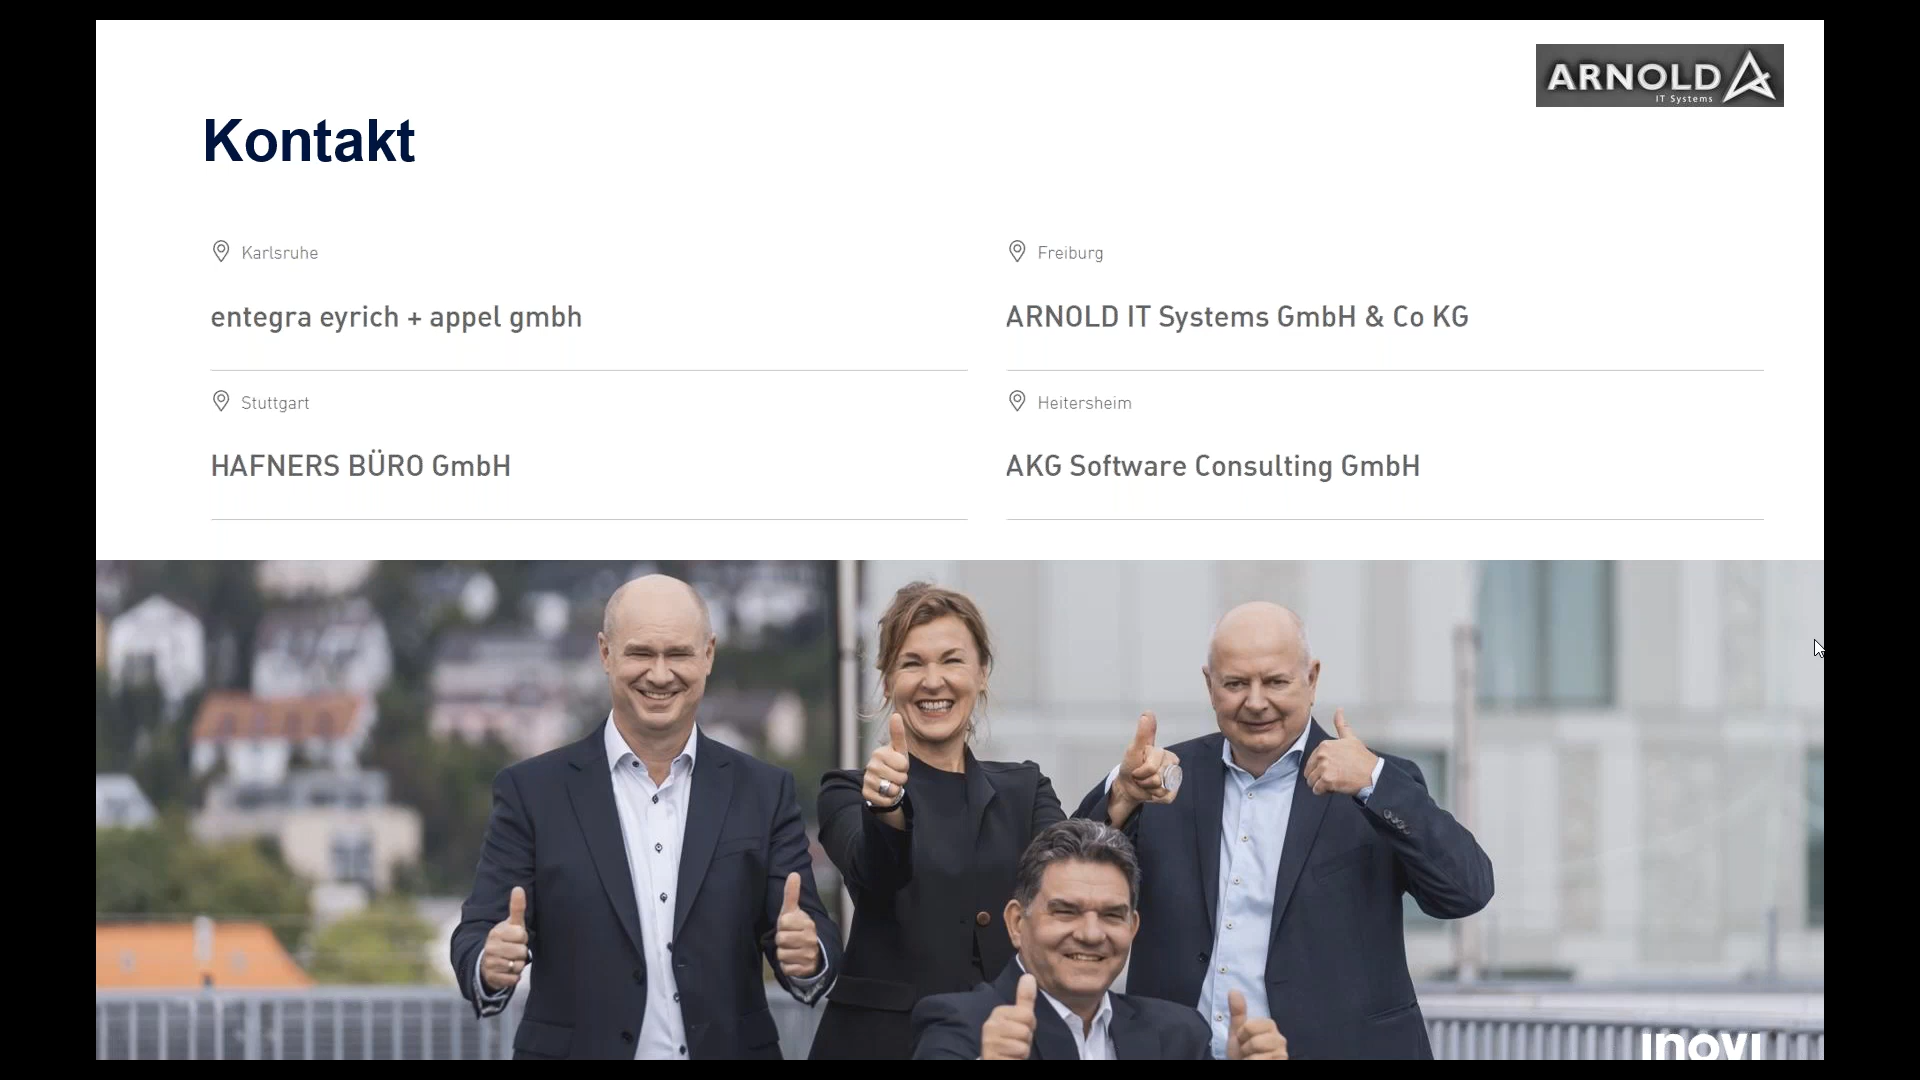 ARNOLD
IT Systems
Kontakt
Karlsruhe
entegra eyrich + appel gmbh
Freiburg
ARNOLD IT Systems GmbH & Co KG
Stuttgart
HAFNERS BÜRO GmbH
Heitersheim
AKG Software Consulting GmbH
inovi